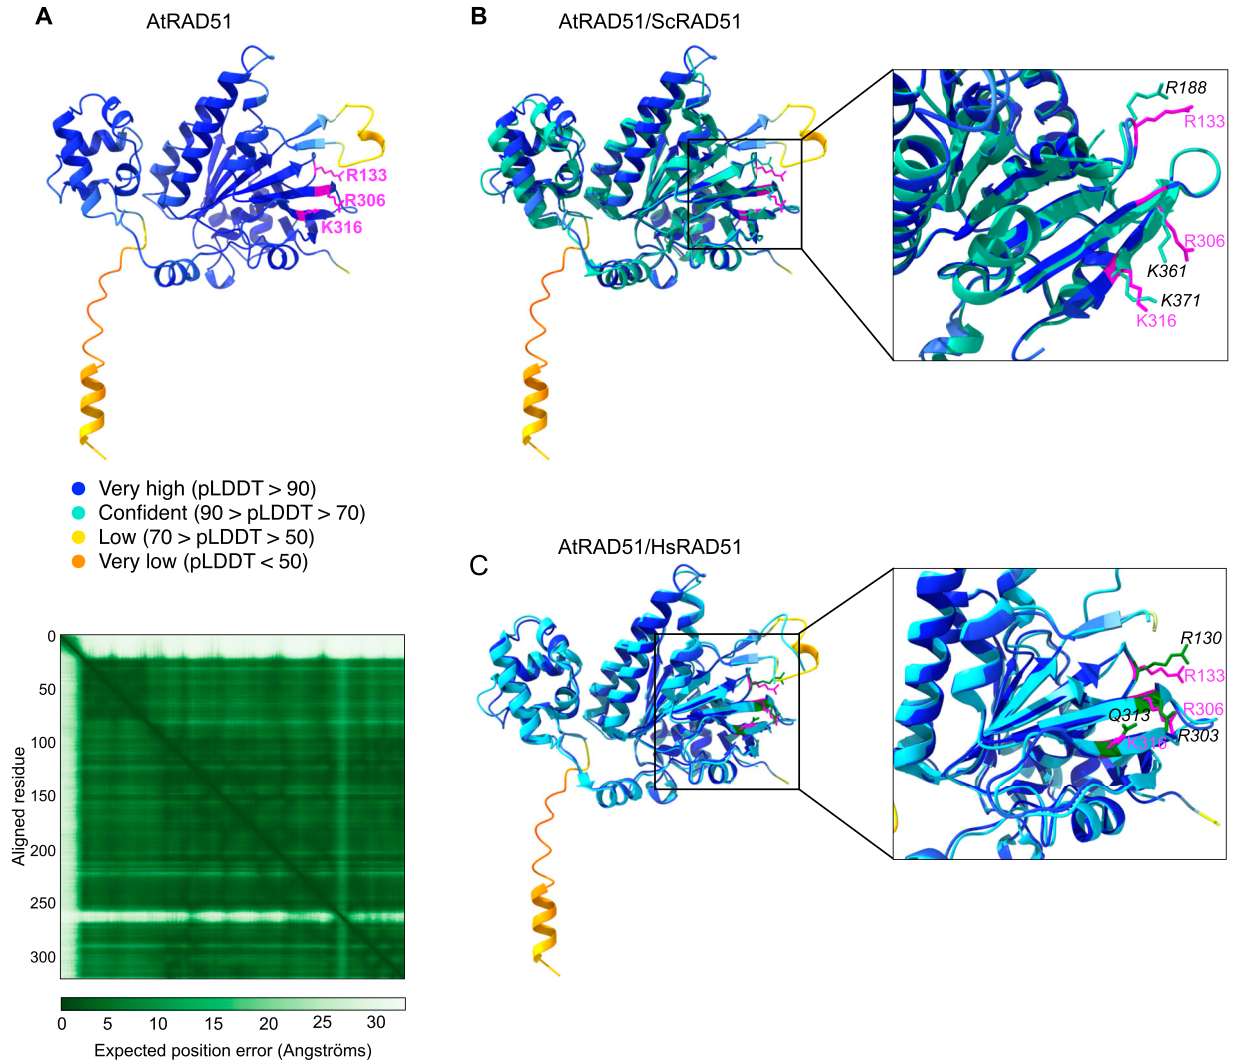 A
AtRAD51
R133
R306
K316
Very high (pLDDT > 90)
Confident (90 > pLDDT > 70)
Low (70 > pLDDT > 50)
Very low (pLDDT < 50)
0
50
100
150
200
250
300
Aligned residue
0 5 10 15 20 25 30
Expected position error (Angströms)
B
AtRAD51/ScRAD51
R188
R133
R306
K361
K371
K316
C
AtRAD51/HsRAD51
R130
R133
R306
Q313
R303
K316